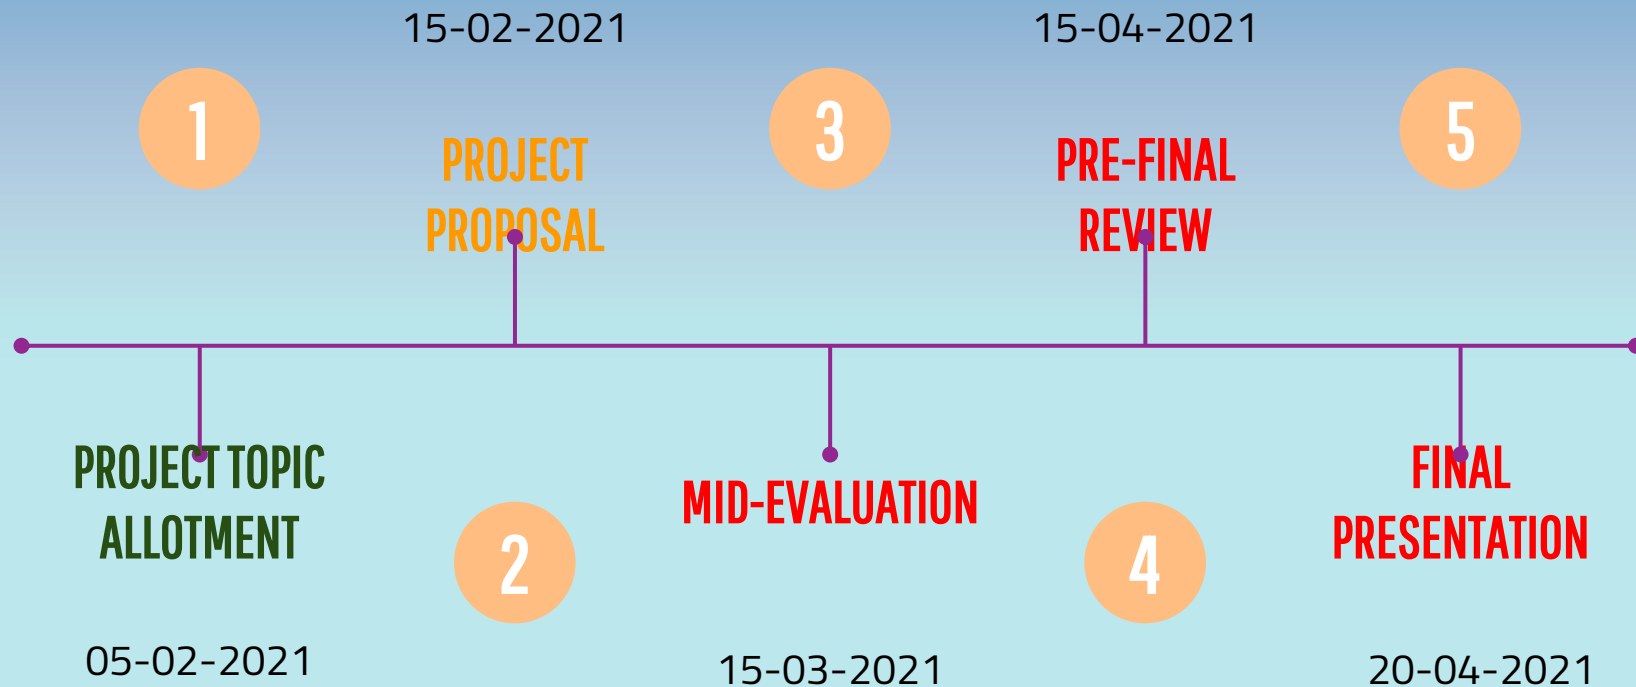 15-02-2021
15-04-2021
1
3
5
PROJECT
PROPOSAL
PRE-FINAL
REVIEW
PROJECT TOPIC
ALLOTMENT
MID-EVALUATION
FINAL
PRESENTATION
2
4
05-02-2021
15-03-2021
20-04-2021